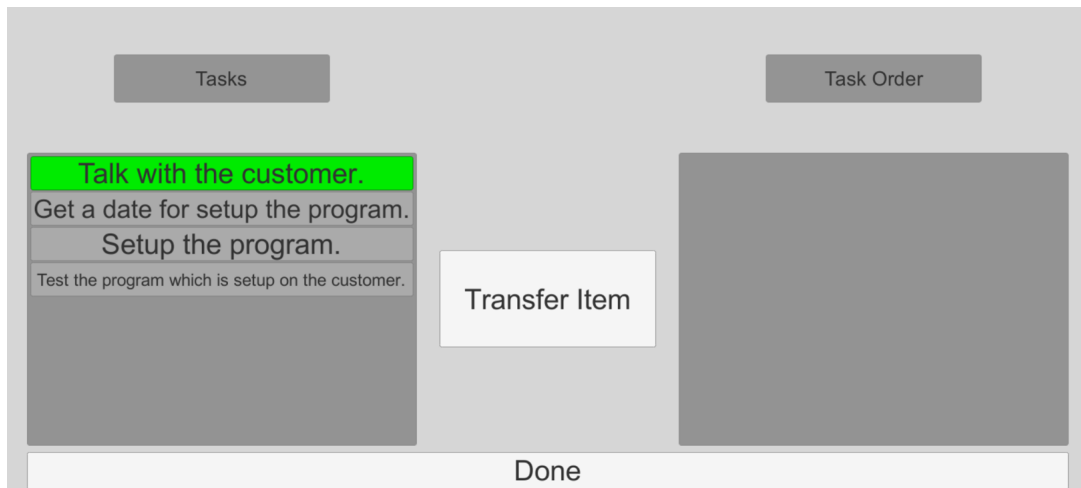 Tasks
Task Order
Talk with the customer.
Get a date for setup the program.
Setup the program.
Test the program which is setup on the customer.
Transfer Item
Done